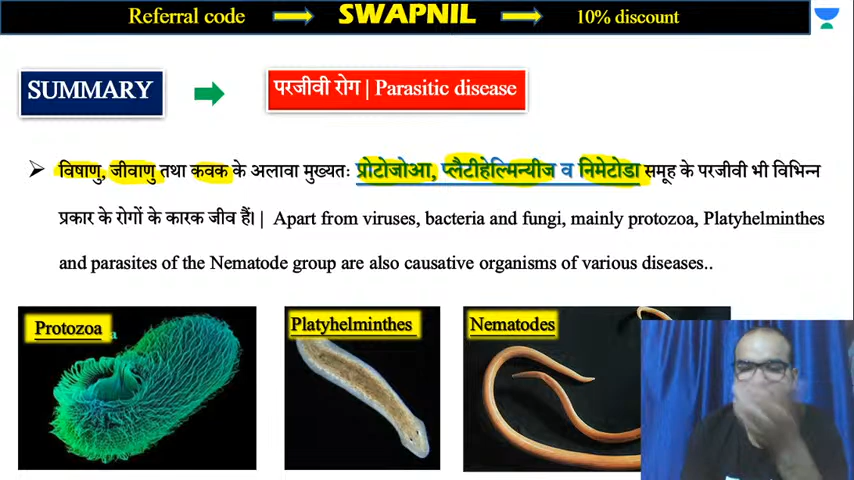 Referral code SWAPNIL 10% discount
SUMMARY परजीवी रोग | Parasitic disease
विषाणु, जीवाणु तथा कवक के अलावा मुख्यतः प्रोटोजोआ, प्लैटीहेल्मिन्थीज व निमेटोडा समूह के परजीवी भी विभिन्न
प्रकार के रोगों के कारक जीव हैं। | Apart from viruses, bacteria and fungi, mainly protozoa, Platyhelminthes
and parasites of the Nematode group are also causative organisms of various diseases..
Protozoa Platyhelminthes Nematodes